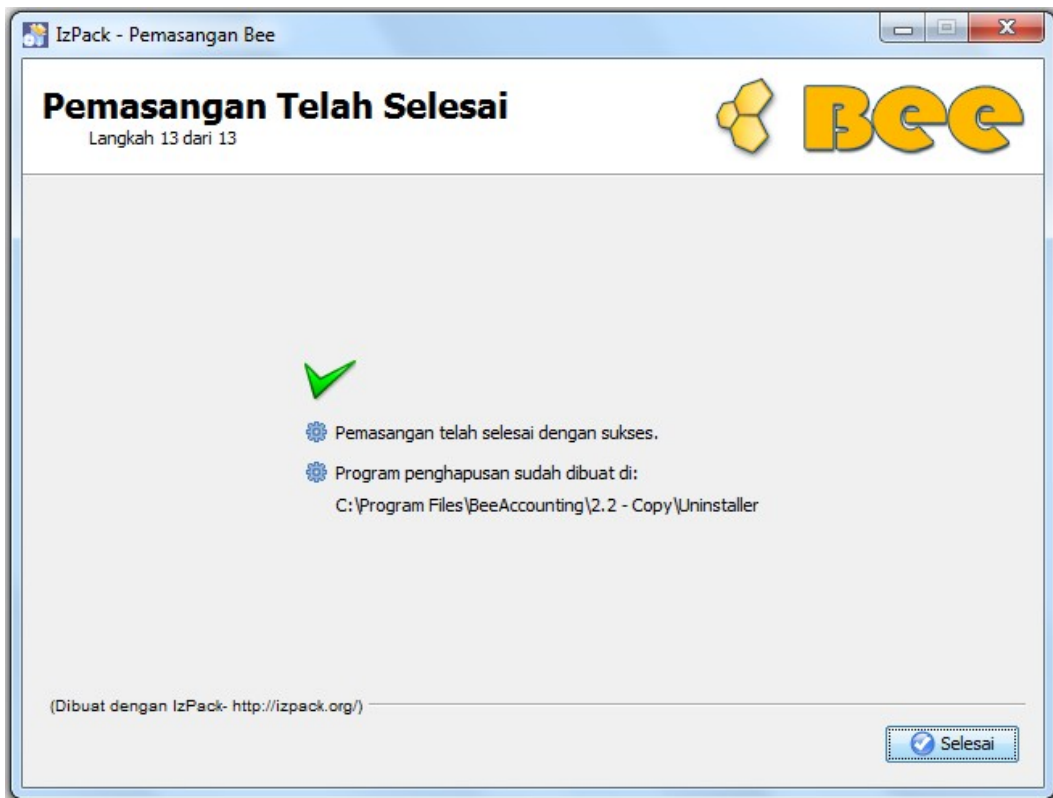 IzPack - Pemasangan Bee
Pemasangan Telah Selesai
Langkah 13 dari 13
Bee
Pemasangan telah selesai dengan sukses.
Program penghapusan sudah dibuat di:
C:\Program Files\BeeAccounting\2.2 - Copy\Uninstaller
(Dibuat dengan IzPack- http://izpack.org/)
Selesai